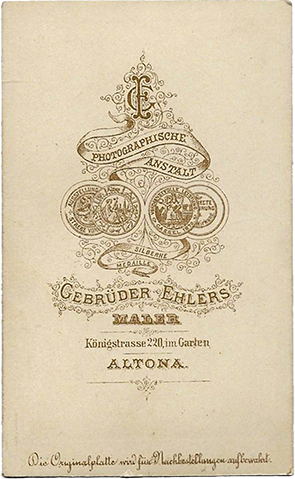 PHOTOGRAPHISCHE
ANSTALT
SILBERNE
MEDAILLE
GEBRÜDER EHLERS
MALER
Königstrasse 220, im Garten
ALTONA.
Die Originalplatte wird für Nachbestellungen aufbewahrt.